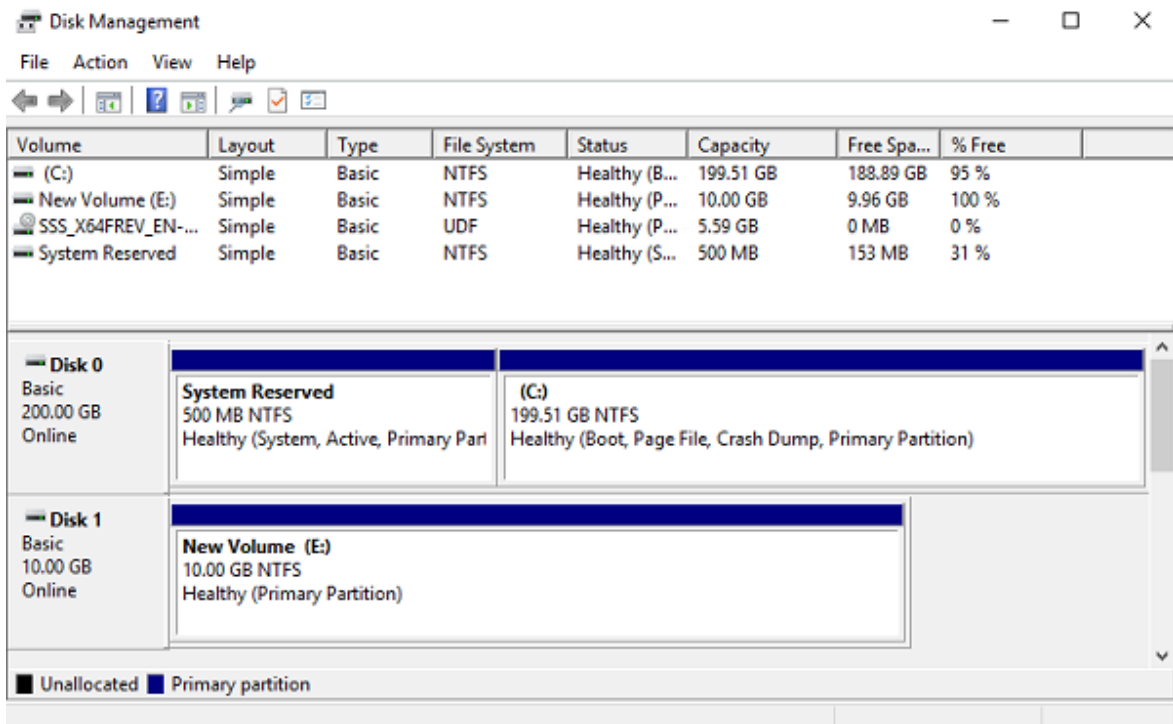 Disk Management
File Action View Help
Volume Layout Type File System Status Capacity Free Spa... % Free
(C:) Simple Basic NTFS Healthy (B... 199.51 GB 188.89 GB 95 %
New Volume (E:) Simple Basic NTFS Healthy (P... 10.00 GB 9.96 GB 100 %
SSS_X64FREV_EN-... Simple Basic UDF Healthy (P... 5.59 GB 0 MB 0 %
System Reserved Simple Basic NTFS Healthy (S... 500 MB 153 MB 31 %
Disk 0
Basic
200.00 GB
Online
System Reserved
500 MB NTFS
Healthy (System, Active, Primary Part
(C:)
199.51 GB NTFS
Healthy (Boot, Page File, Crash Dump, Primary Partition)
Disk 1
Basic
10.00 GB
Online
New Volume (E:)
10.00 GB NTFS
Healthy (Primary Partition)
Unallocated Primary partition